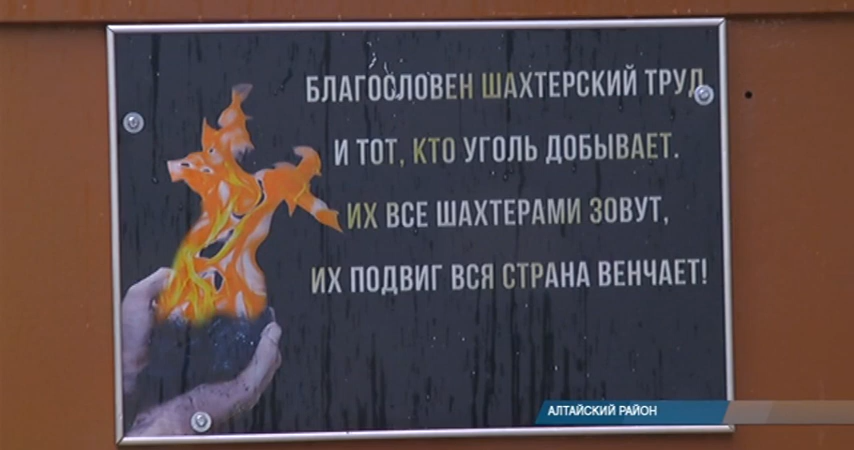 БЛАГОСЛОВЕН ШАХТЕРСКИЙ ТРУД
И ТОТ, КТО УГОЛЬ ДОБЫВАЕТ.
ИХ ВСЕ ШАХТЕРАМИ ЗОВУТ,
ИХ ПОДВИГ ВСЯ СТРАНА ВЕНЧАЕТ!
АЛТАЙСКИЙ РАЙОН